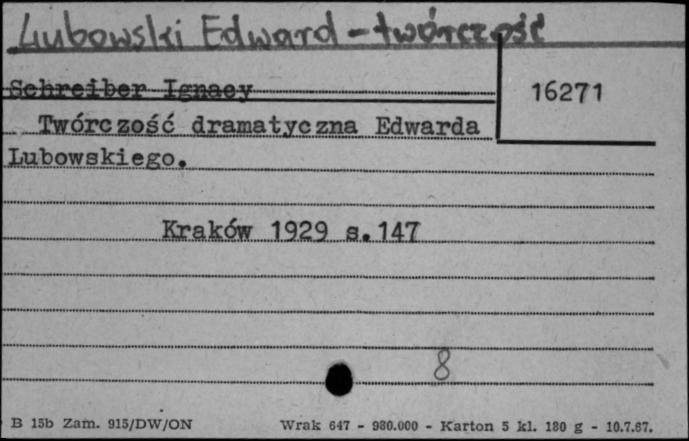 Lubowski Edward - twórczość
Schreiber Ignacy
16271
Twórczość dramatyczna Edwarda
Lubowskiego.
Kraków 1929 s.147
8
B 15b Zam. 915/DW/ON Wrak 647 - 980.000 - Karton 5 kl. 180 g - 10.7.67.